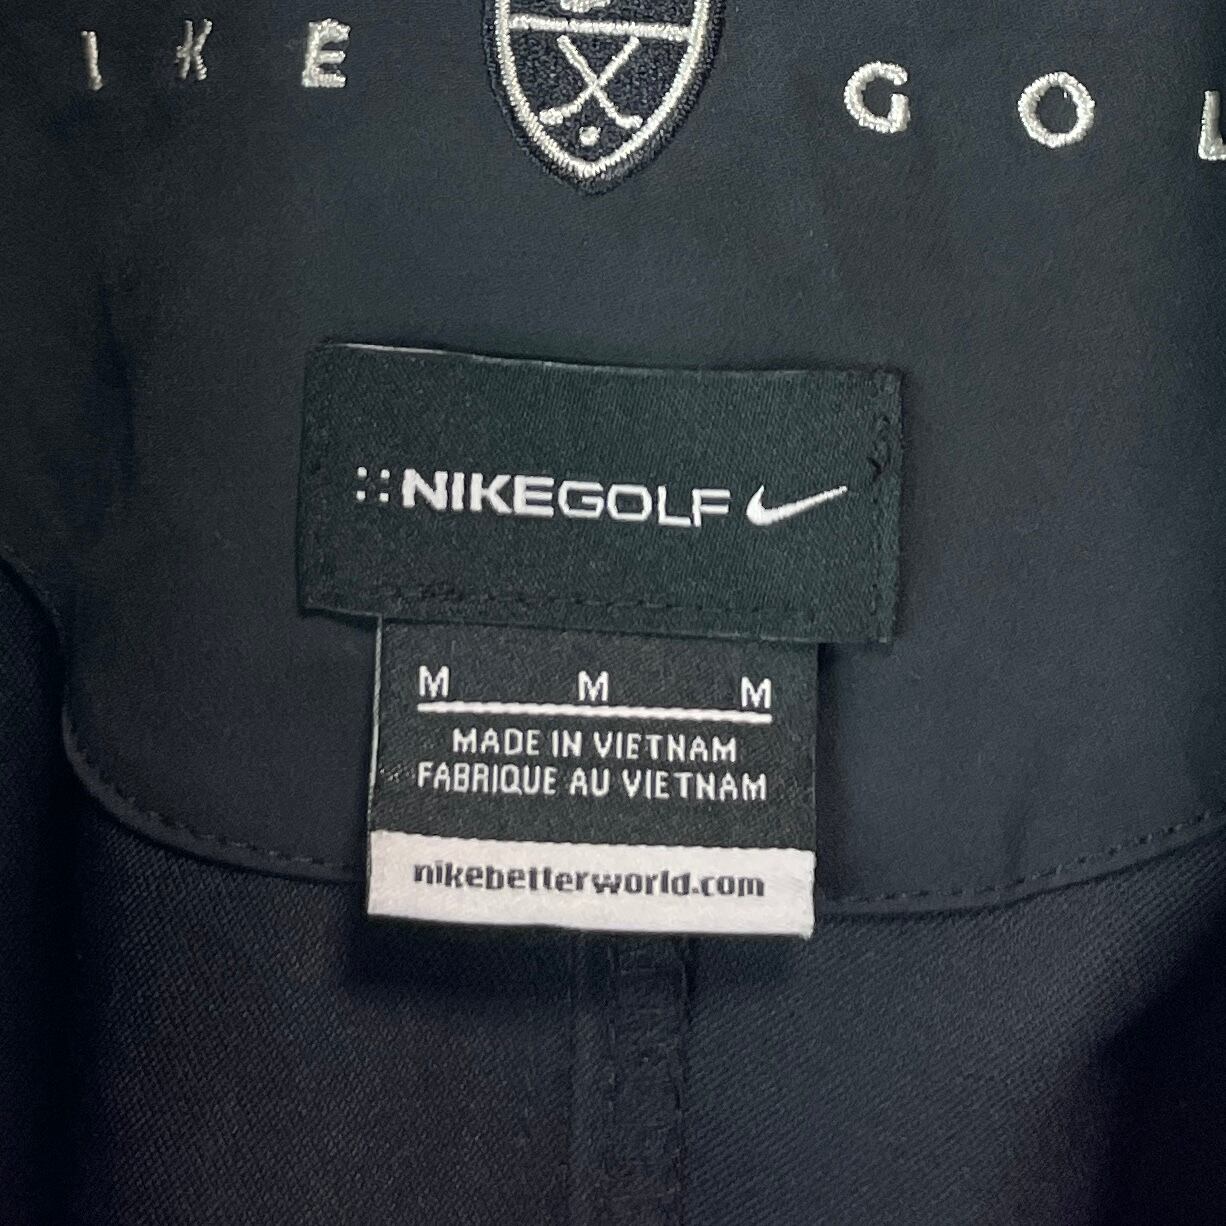 IKE GOL
::NIKEGOLF
M M M
MADE IN VIETNAM
FABRIQUE AU VIETNAM
nikebetterworld.com